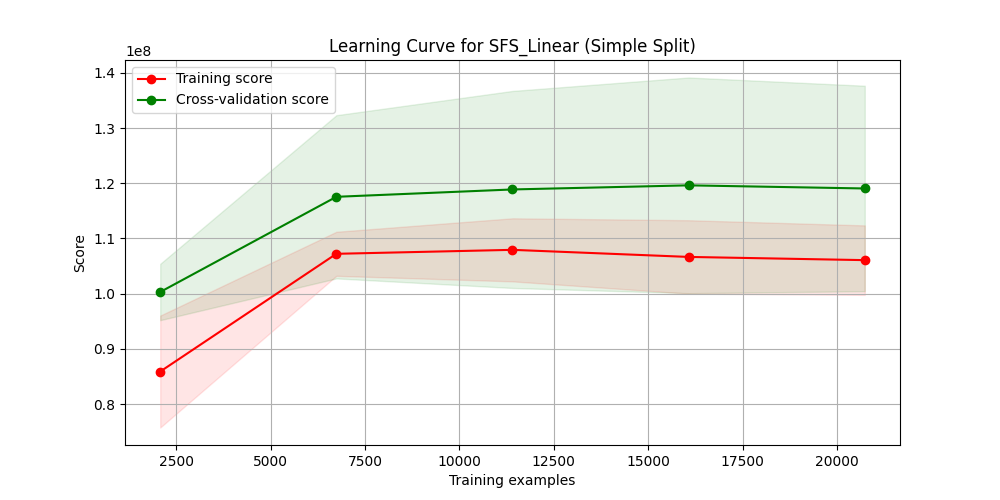 Learning Curve for SFS_Linear (Simple Split)
1e8
Training score
Cross-validation score
1.4
1.3
1.2
1.1
1.0
0.9
0.8
Score
2500 5000 7500 10000 12500 15000 17500 20000
Training examples